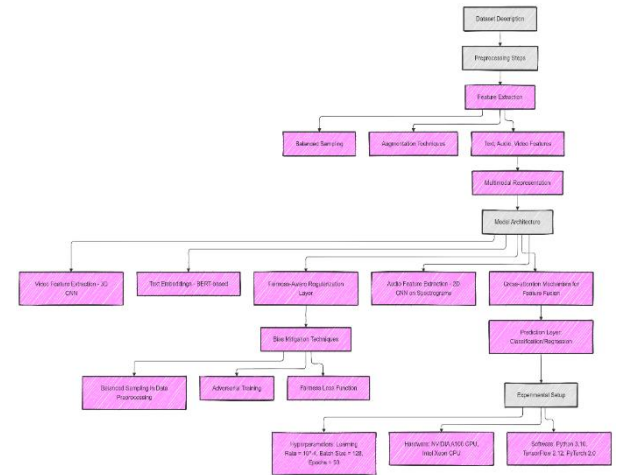 Dataset Description
Preprocessing Steps
Feature Extraction
Balanced Sampling
Augmentation Techniques
Text, Audio, Video Features
Multimodal Representation
Model Architecture
Video Feature Extraction - 3D
CNN
Text Embeddings - BERT-based
Fairness-Aware Regularization
Layer
Audio Feature Extraction - 2D
CNN on Spectrograms
Cross-attention Mechanisms for
Feature Fusion
Bias Mitigation Techniques
Prediction Layer
Classification/Regression
Balanced Sampling in Data
Preprocessing
Adversarial Training
Fairness Loss Function
Experimental Setup
Hyperparameters: Learning
Rate = 10^-4, Batch Size = 128,
Epochs =
Hardware: NVIDIA A100 GPU,
Intel Xeon CPU
Software: Python 3.10,
TensorFlow 2.12, PyTorch 2.0